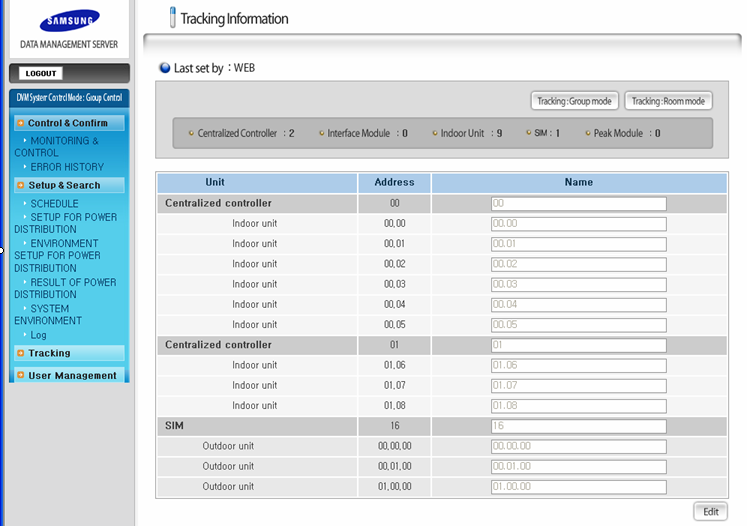 SAMSUNG
DATA MANAGEMENT SERVER
LOGOUT
DVM System Control Mode : Group Control
Control & Confirm
MONITORING &
CONTROL
ERROR HISTORY
Setup & Search
SCHEDULE
SETUP FOR POWER
DISTRIBUTION
ENVIRONMENT
SETUP FOR POWER
DISTRIBUTION
RESULT OF POWER
DISTRIBUTION
SYSTEM
ENVIRONMENT
Log
Tracking
User Management
Tracking Information
Last set by : WEB
Tracking : Group mode Tracking : Room mode
Centralized Controller : 2 Interface Module : 0 Indoor Unit : 9 SIM : 1 Peak Module : 0
Unit Address Name
Centralized controller 00 00
Indoor unit 00,00 00.00
Indoor unit 00,01 00.01
Indoor unit 00,02 00.02
Indoor unit 00,03 00.03
Indoor unit 00,04 00.04
Indoor unit 00,05 00.05
Centralized controller 01 01
Indoor unit 01,06 01.06
Indoor unit 01,07 01.07
Indoor unit 01,08 01.08
SIM 16 16
Outdoor unit 00,00,00 00.00.00
Outdoor unit 00,01,00 00.01.00
Outdoor unit 01,00,00 01.00.00
Edit